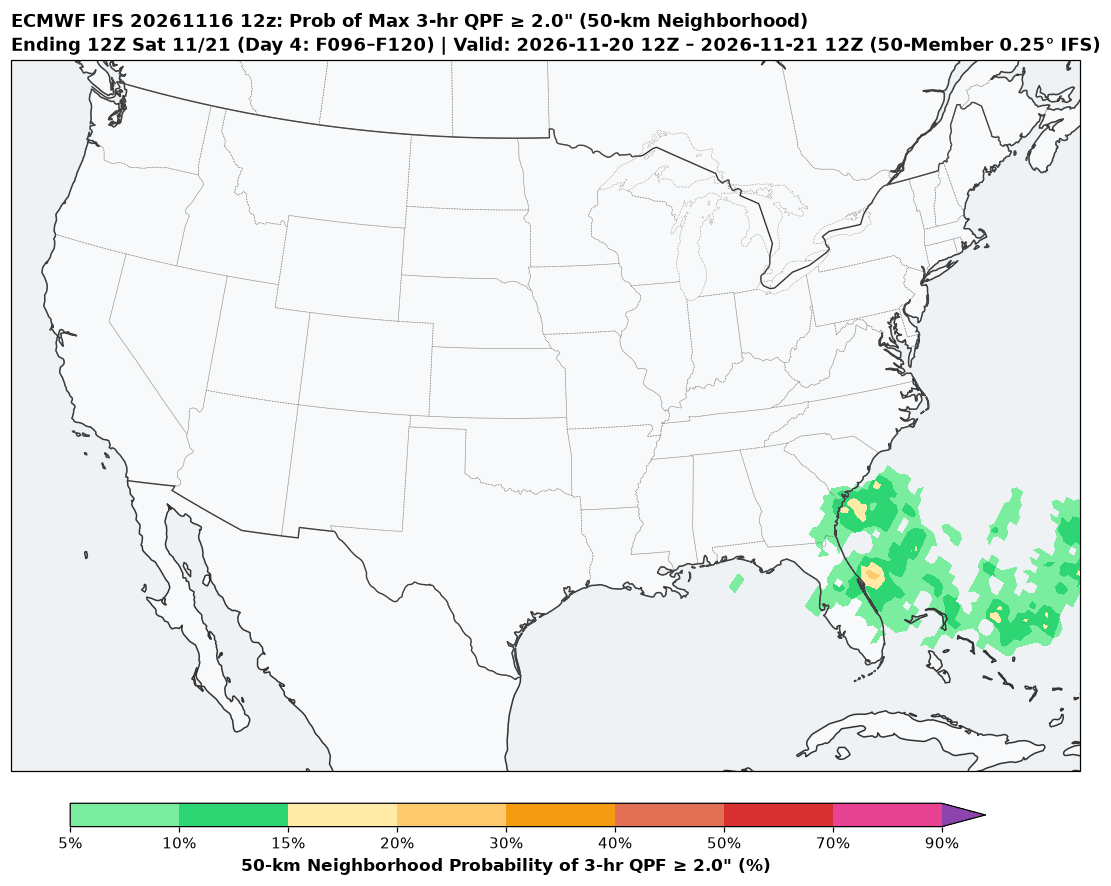 ECMWF IFS 20261116 12z: Prob of Max 3-hr QPF ≥ 2.0" (50-km Neighborhood)
Ending 12Z Sat 11/21 (Day 4: F096–F120) | Valid: 2026-11-20 12Z – 2026-11-21 12Z (50-Member 0.25° IFS)
5% 10% 15% 20% 30% 40% 50% 70% 90%
50-km Neighborhood Probability of 3-hr QPF ≥ 2.0" (%)